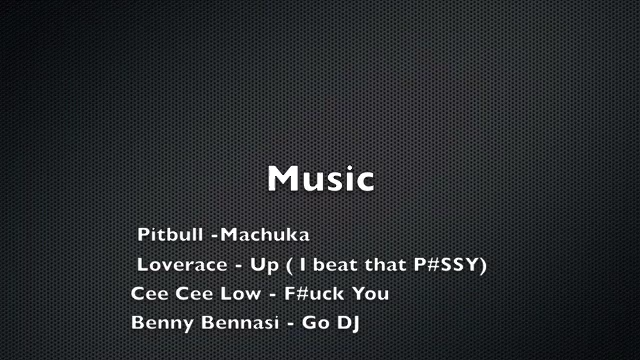 Music
Pitbull -Machuka
Loverace - Up ( I beat that P#SSY)
Cee Cee Low - F#uck You
Benny Bennasi - Go DJ